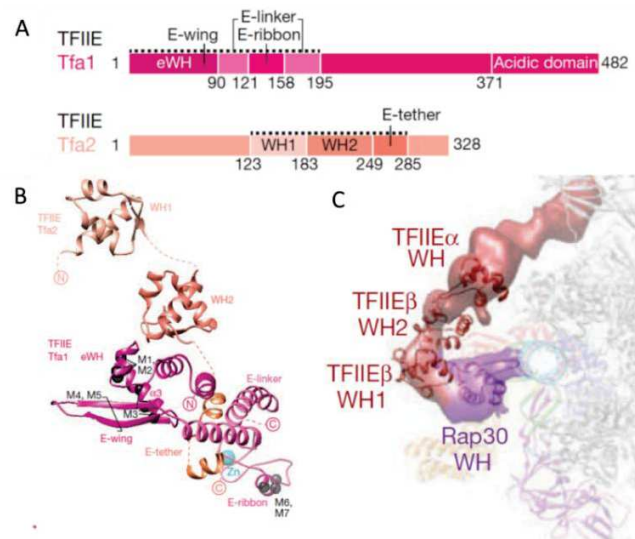 A
E-linker
TFIIE E-wing E-ribbon
Tfa1 1 eWH Acidic domain 482
90 121 158 195 371
TFIIE E-tether
Tfa2 1 WH1 WH2 328
123 183 249 285
B
WH1
TFIIE
Tfa2
N
WH2
TFIIE
Tfa1 eWH
M1
M2
N
E-linker
M4, M5
α3
M3
C
E-wing
E-tether
Zn
C
E-ribbon
M6,
M7
C
TFIIEα
WH
TFIIEβ
WH2
TFIIEβ
WH1
Rap30
WH